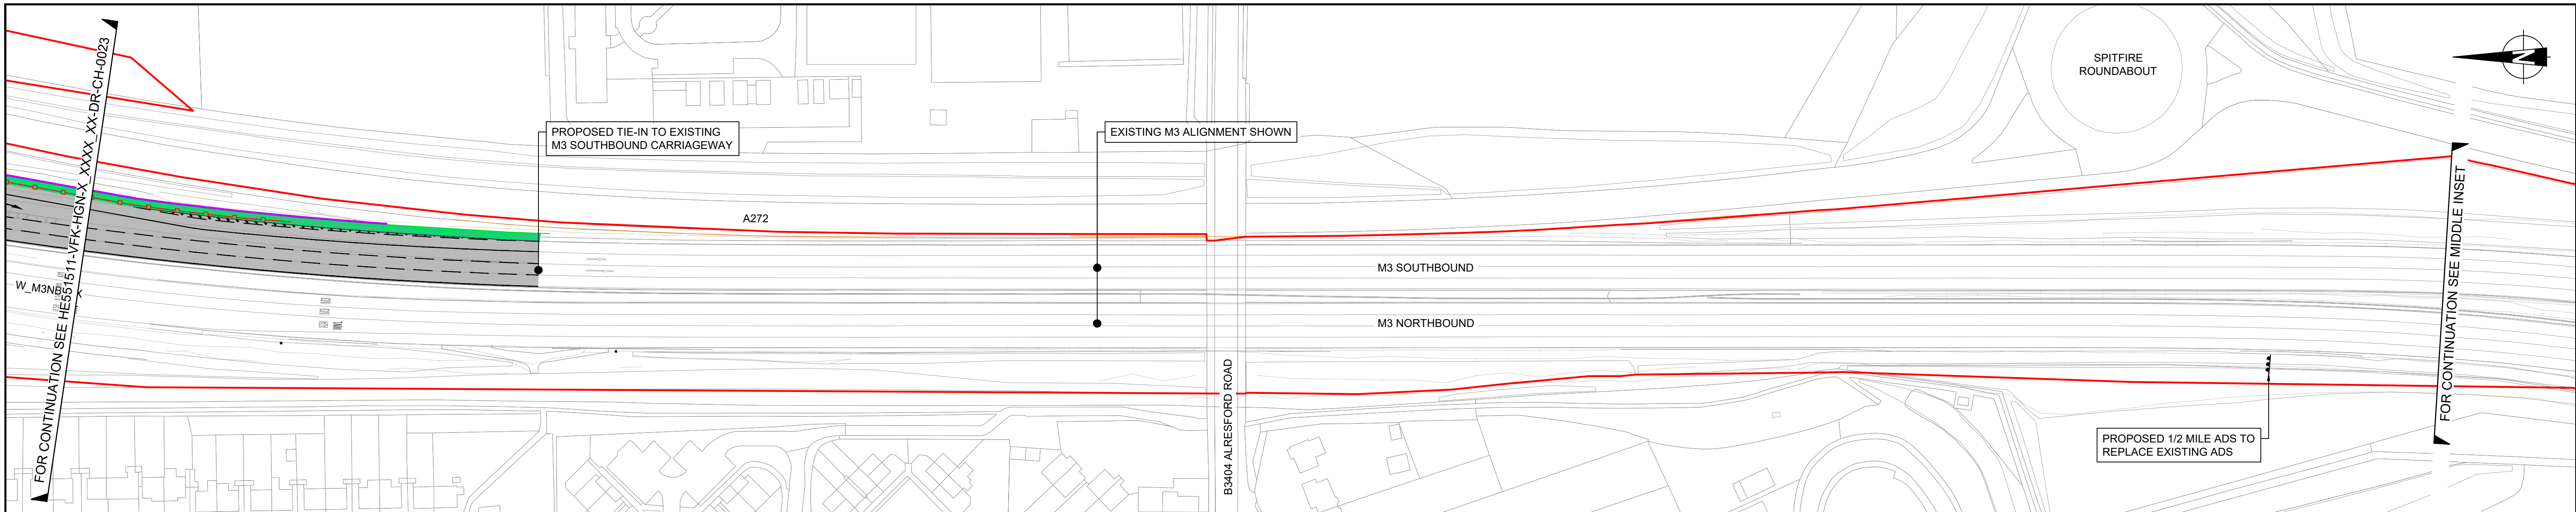 FOR CONTINUATION SEE HE551511-VFK-HGN-X_XXXX_XX-DR-CH-0023
PROPOSED TIE-IN TO EXISTING
M3 SOUTHBOUND CARRIAGEWAY
EXISTING M3 ALIGNMENT SHOWN
SPITFIRE
ROUNDABOUT
N
A272
M3 SOUTHBOUND
M3 NORTHBOUND
B3404 ALRESFORD ROAD
PROPOSED 1/2 MILE ADS TO
REPLACE EXISTING ADS
FOR CONTINUATION SEE MIDDLE INSET